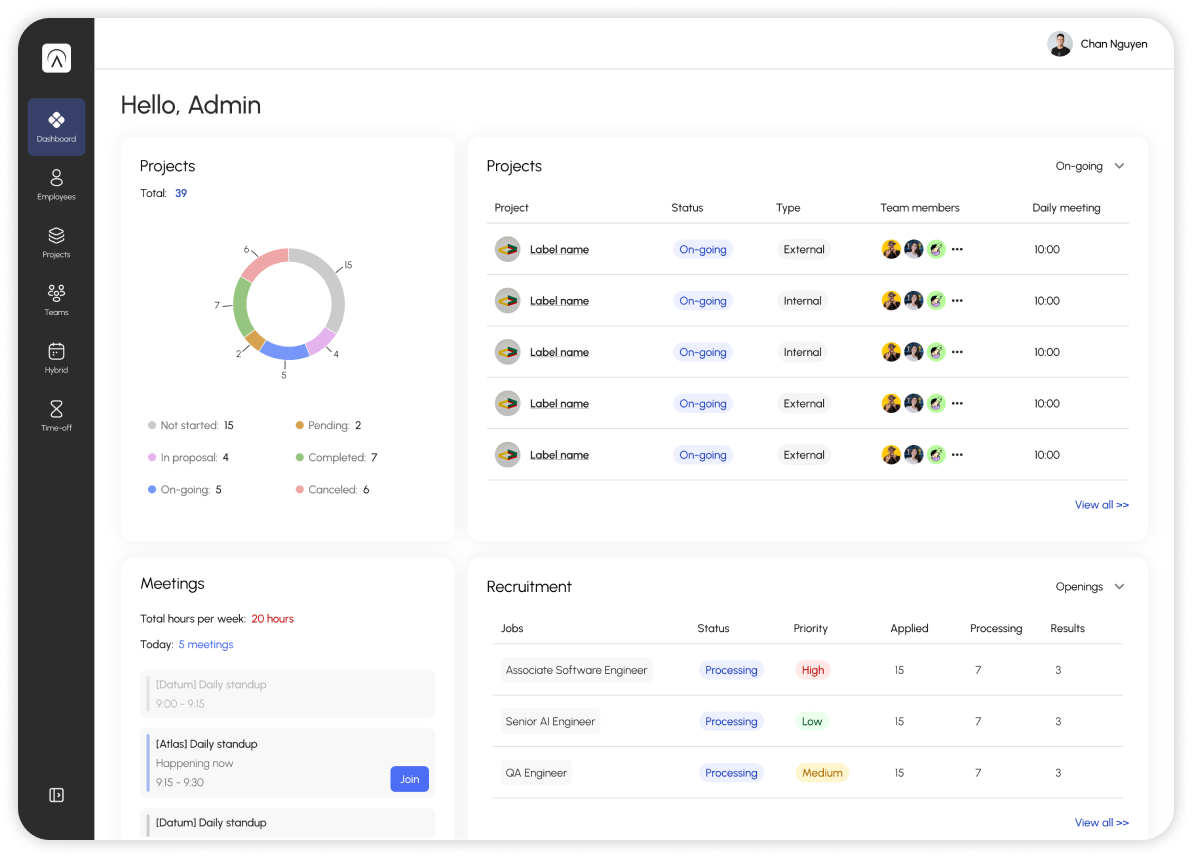 Chan Nguyen
Dashboard
Employees
Projects
Teams
Hybrid
Time-off
Hello, Admin
Projects
Total: 39
6
15
7
2
4
5
Not started: 15
Pending: 2
In proposal: 4
Completed: 7
On-going: 5
Canceled: 6
Projects
On-going
Project Status Type Team members Daily meeting
Label name On-going External ••• 10:00
Label name On-going Internal ••• 10:00
Label name On-going Internal ••• 10:00
Label name On-going External ••• 10:00
Label name On-going External ••• 10:00
View all >>
Meetings
Total hours per week: 20 hours
Today: 5 meetings
[Datum] Daily standup
9:00 - 9:15
[Atlas] Daily standup
Happening now
9:15 - 9:30
Join
[Datum] Daily standup
Recruitment
Openings
Jobs Status Priority Applied Processing Results
Associate Software Engineer Processing High 15 7 3
Senior AI Engineer Processing Low 15 7 3
QA Engineer Processing Medium 15 7 3
View all >>